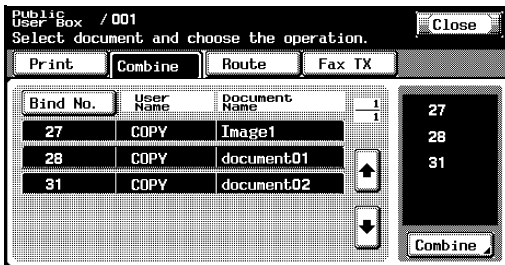 Public
User Box / 001
Close
Select document and choose the operation.
Print Combine Route Fax TX
Bind No. User Name Document Name 1/1
27 COPY Image1
28 COPY document01
31 COPY document02
27
28
31
Combine